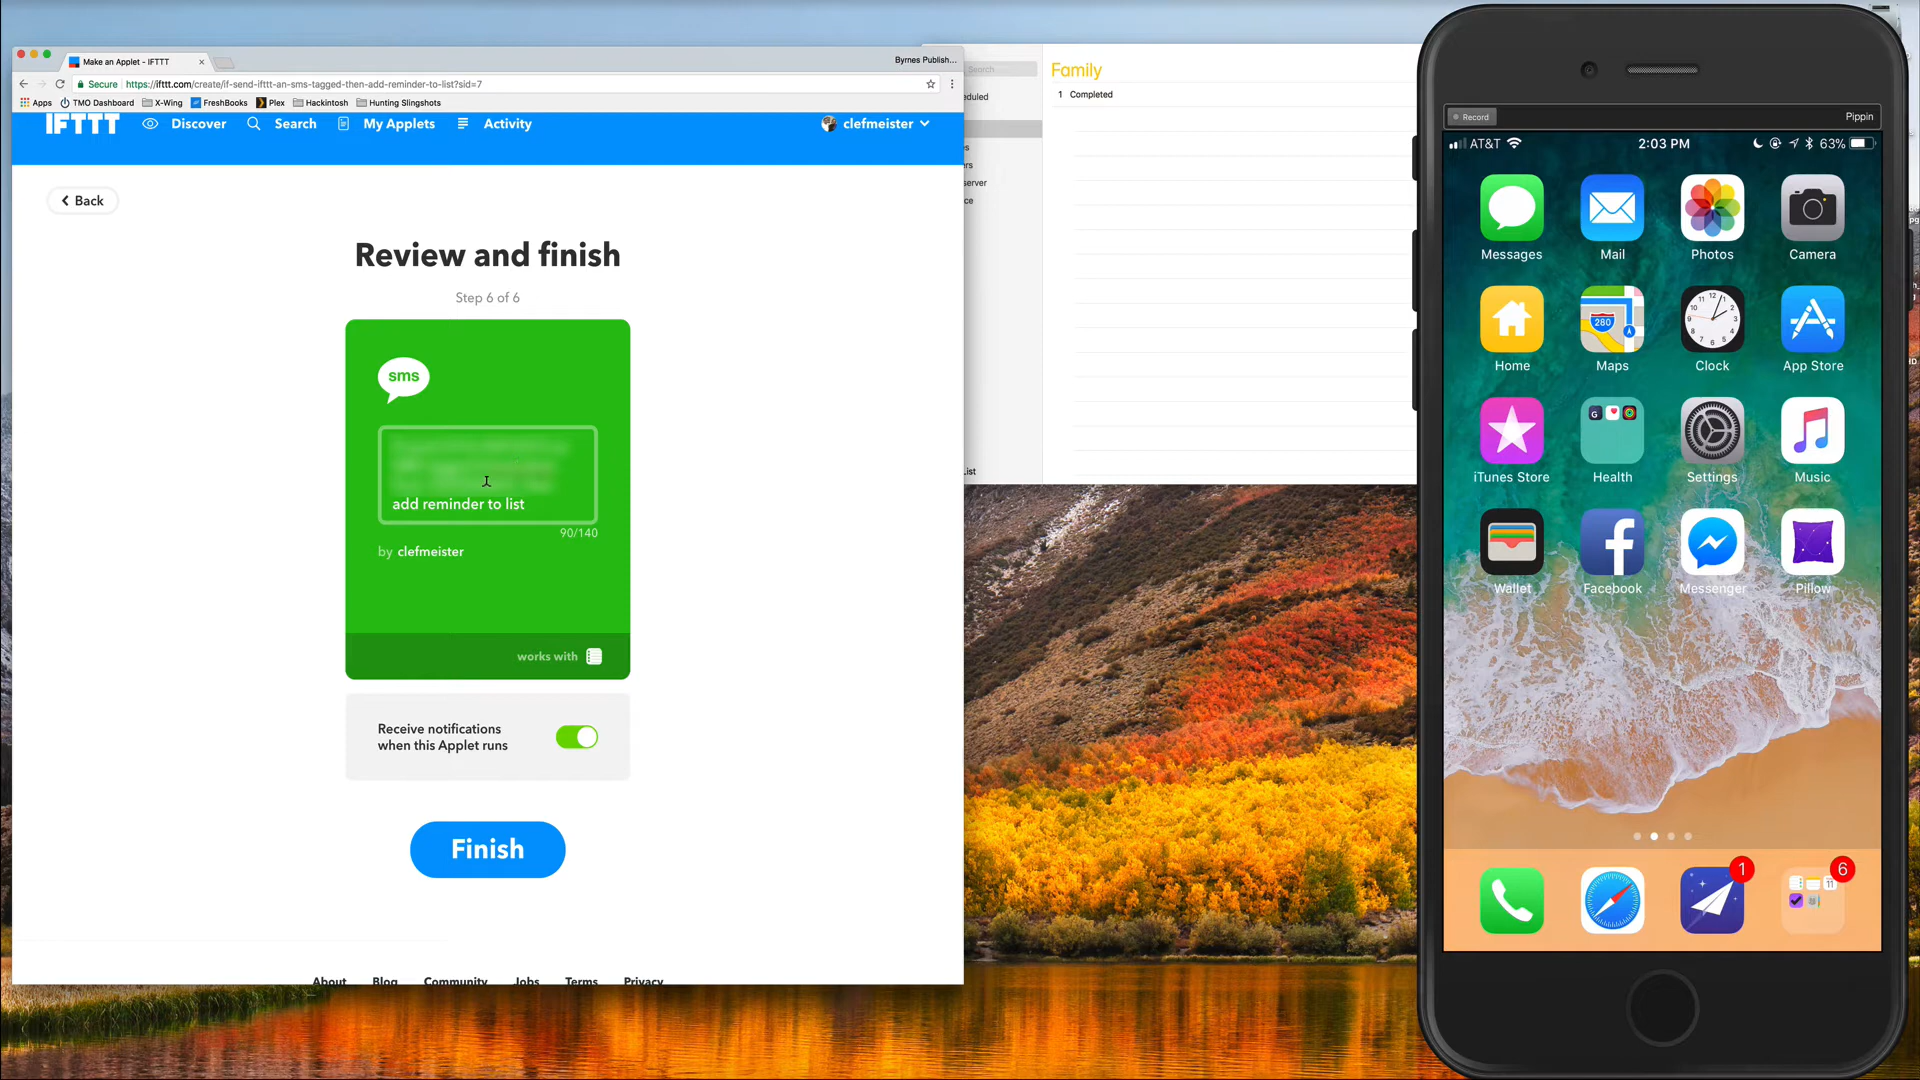 Make an Applet - IFTTT
Byrnes Publish...
Secure
https://ifttt.com/create/if-send-ifttt-an-sms-tagged-then-add-reminder-to-list?sid=7
Apps
TMO Dashboard
X-Wing
FreshBooks
Plex
Hackintosh
Hunting Slingshots
IFTTT
Discover
Search
My Applets
Activity
clefmeister
Back
Review and finish
Step 6 of 6
sms
add reminder to list
90/140
by clefmeister
works with
Receive notifications
when this Applet runs
Finish
About
Blog
Community
Jobs
Terms
Privacy
Search
Family
1 Completed
Record
Pippin
AT&T
2:03 PM
63%
Messages
Mail
Photos
Camera
280
Home
Maps
Clock
App Store
iTunes Store
Health
Settings
Music
Wallet
Facebook
Messenger
Pillow
1
6
11